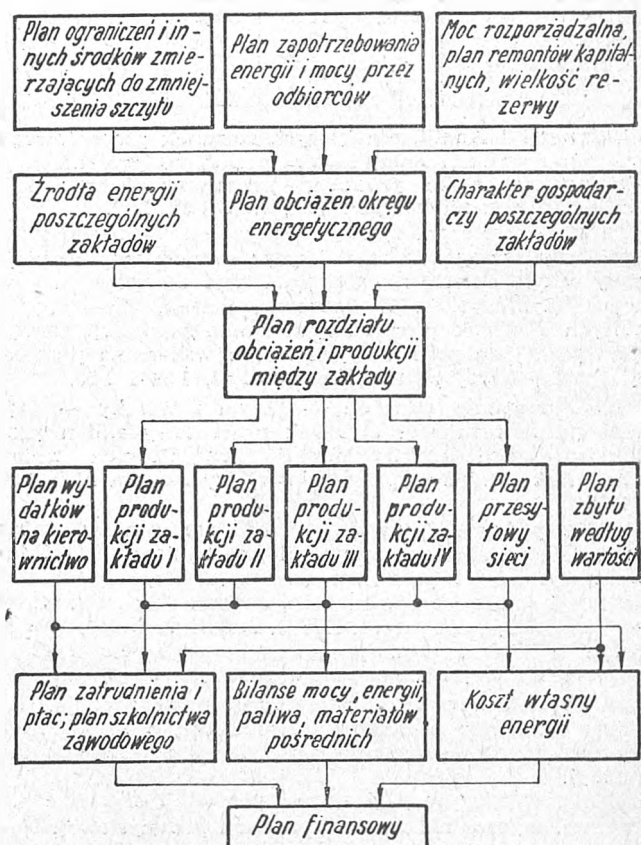 Plan ograniczeń i in-
nych środków zmie-
rzających do zmniej-
szenia szczytu
Plan zapotrzebowania
energii i mocy przez
odbiorców
Moc rozporządzalna,
plan remontów kapital-
nych, wielkość re-
zerwy
Źródła energii
poszczególnych
zakładów
Plan obciążeń okręgu
energetycznego
Charakter gospodar-
czy poszczególnych
zakładów
Plan rozdziału
obciążeń i produkcji
między zakłady
Plan wy-
datków
na kiero-
wnictwo
Plan
produ-
kcji za-
kładu I
Plan
produ-
kcji za-
kładu II
Plan
produ-
kcji za-
kładu III
Plan
produ-
kcji za-
kładu IV
Plan
przesy-
łowy
sieci
Plan
zbytu
według
wartości
Plan zatrudnienia i
płac; plan szkolnictwa
zawodowego
Bilanse mocy, energii,
paliwa, materiałów
pośrednich
Koszt własny
energii
Plan finansowy